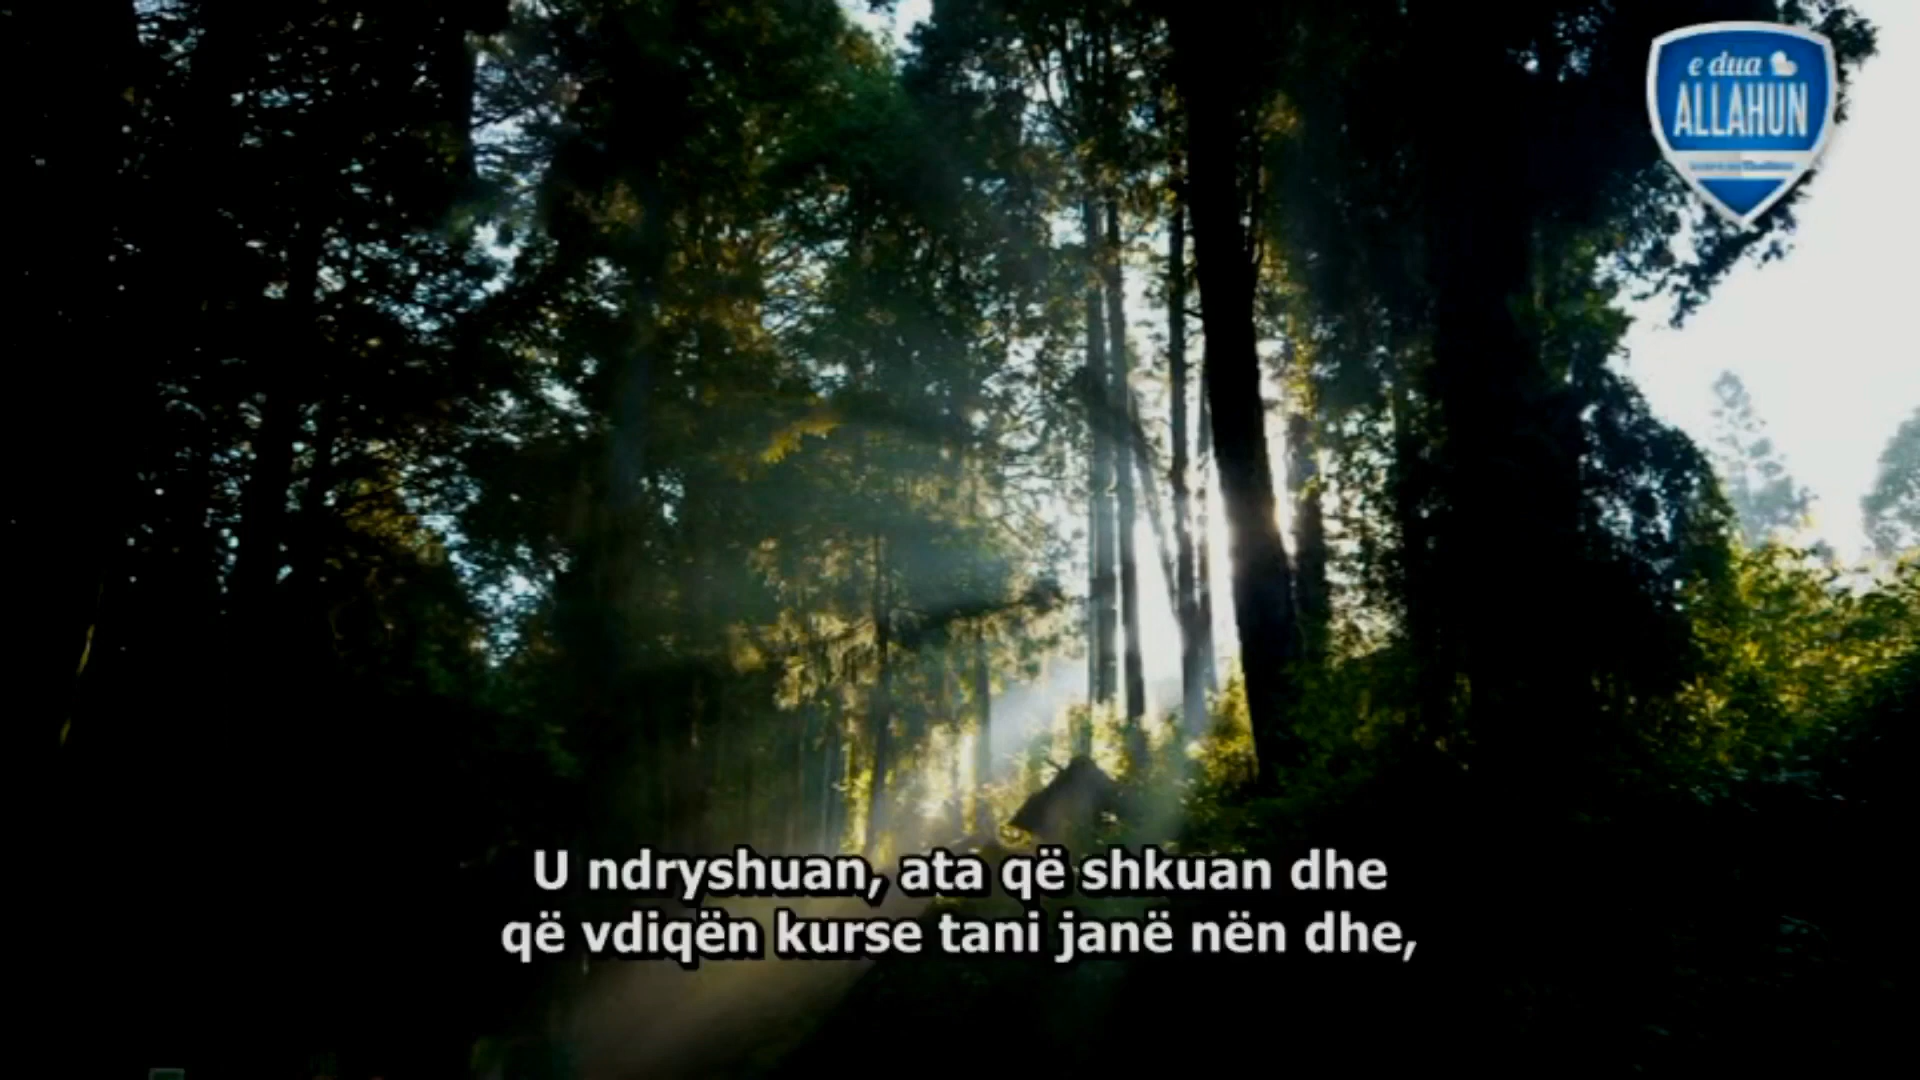 e dua
ALLAHUN
U ndryshuan, ata që shkuan dhe
që vdiqën kurse tani janë nën dhe,